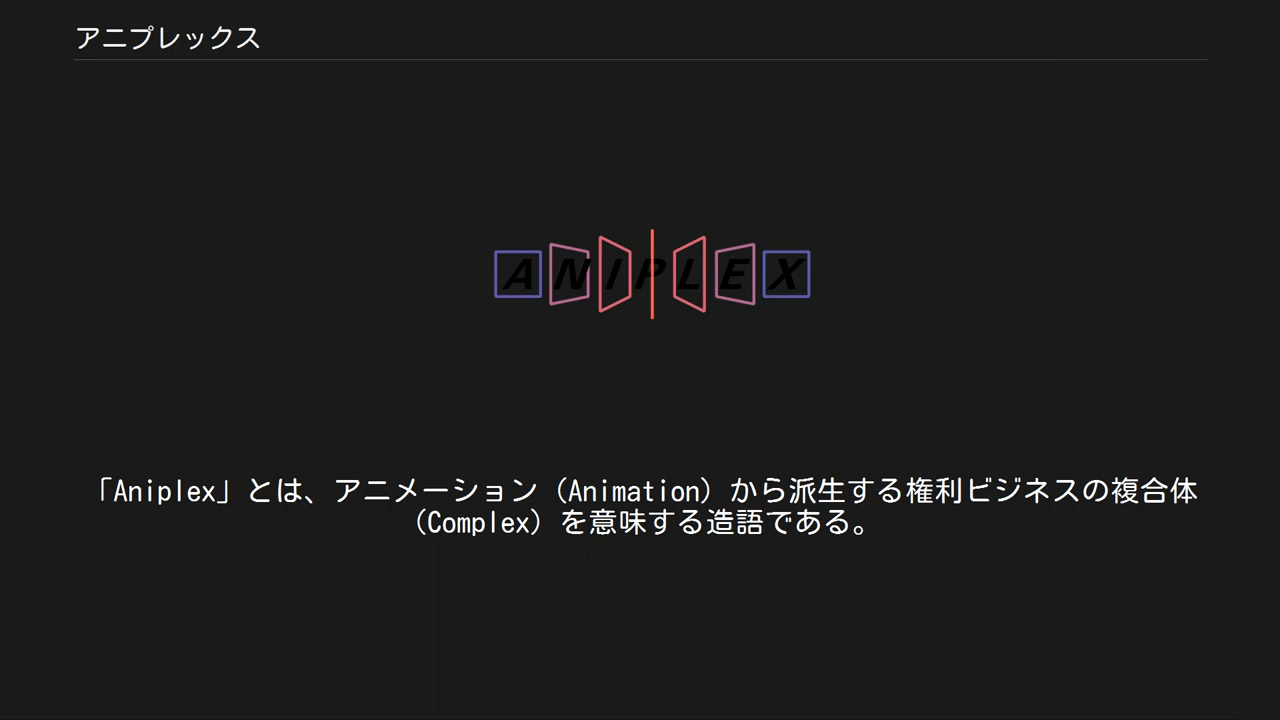 アニプレックス
ANIPLEX
「Aniplex」とは、アニメーション（Animation）から派生する権利ビジネスの複合体
（Complex）を意味する造語である。